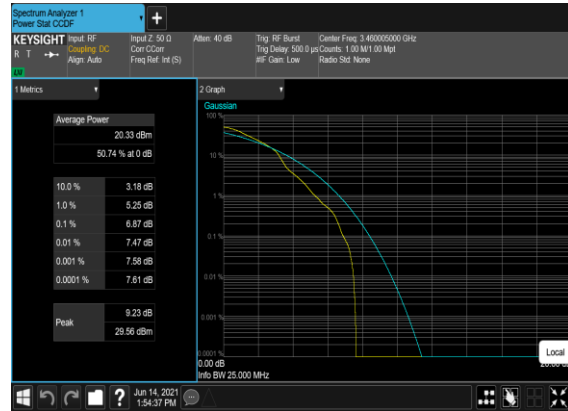 Spectrum Analyzer 1
Power Stat CCDF
KEYSIGHT
R T
LXI
Input: RF
Coupling: DC
Align: Auto
Input Z: 50 Ω
Corr CCorr
Freq Ref: Int (S)
Atten: 40 dB
Trig: RF Burst
Trig Delay: 500.0 µs
#IF Gain: Low
Center Freq: 3.460005000 GHz
Counts: 1.00 M/1.00 Mpt
Radio Std: None
1 Metrics
Average Power
20.33 dBm
50.74 % at 0 dB
10.0 % 3.18 dB
1.0 % 5.25 dB
0.1 % 6.87 dB
0.01 % 7.47 dB
0.001 % 7.58 dB
0.0001 % 7.61 dB
Peak
9.23 dB
29.56 dBm
2 Graph
Gaussian
100 %
10 %
1 %
0.1 %
0.01 %
0.001 %
0.0001 %
0.00 dB
Info BW 25.000 MHz
Local
Jun 14, 2021
1:54:37 PM